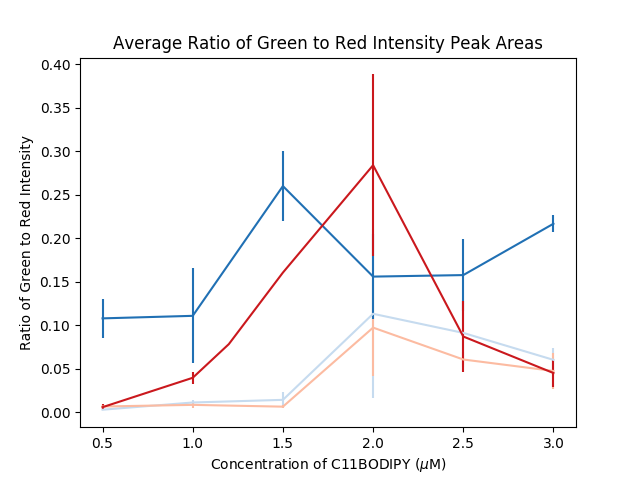 Average Ratio of Green to Red Intensity Peak Areas
Ratio of Green to Red Intensity
0.40
0.35
0.30
0.25
0.20
0.15
0.10
0.05
0.00
0.5 1.0 1.5 2.0 2.5 3.0
Concentration of C11BODIPY (μM)